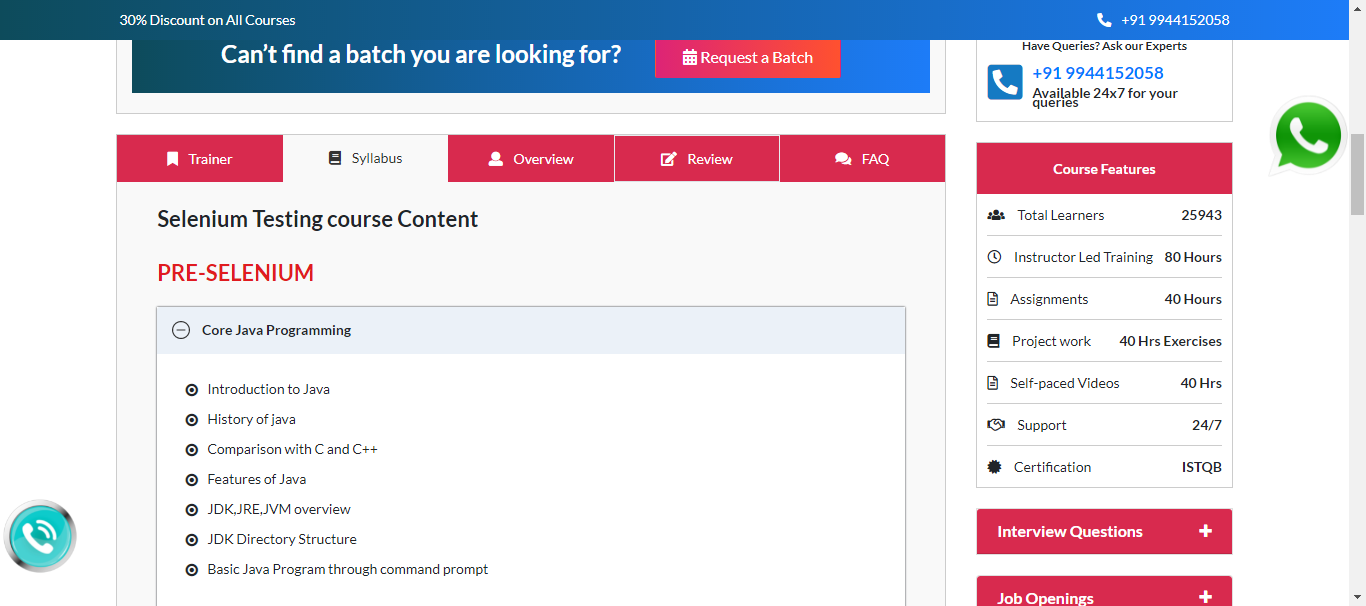 30% Discount on All Courses
+91 9944152058
Can’t find a batch you are looking for?
Request a Batch
Have Queries? Ask our Experts
+91 9944152058
Available 24x7 for your
queries
Trainer
Syllabus
Overview
Review
FAQ
Selenium Testing course Content
PRE-SELENIUM
Core Java Programming
Introduction to Java
History of java
Comparison with C and C++
Features of Java
JDK,JRE,JVM overview
JDK Directory Structure
Basic Java Program through command prompt
Course Features
Total Learners 25943
Instructor Led Training 80 Hours
Assignments 40 Hours
Project work 40 Hrs Exercises
Self-paced Videos 40 Hrs
Support 24/7
Certification ISTQB
Interview Questions
Job Openings